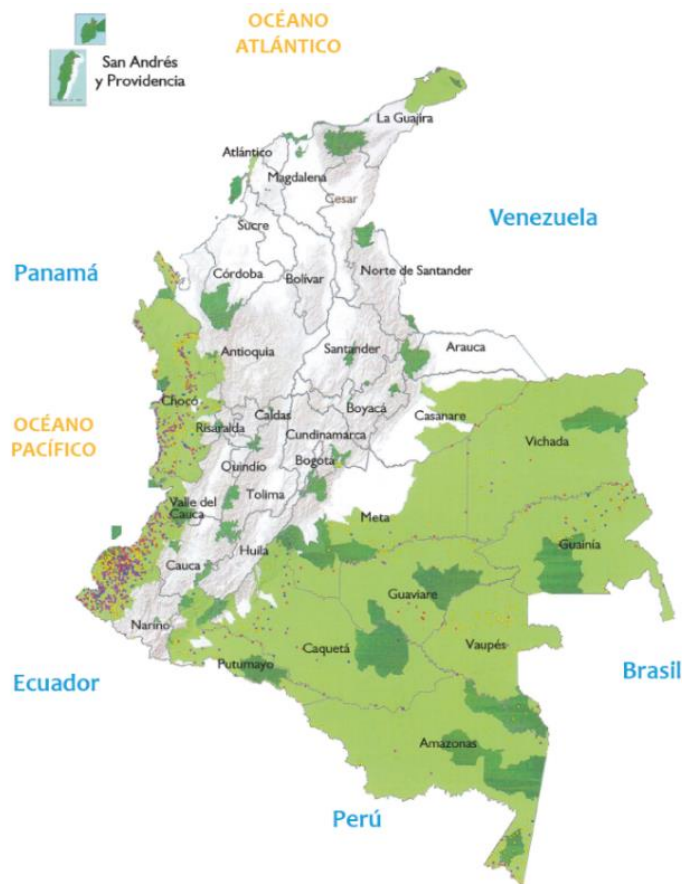 OCÉANO
ATLÁNTICO
San Andrés
y Providencia
La Guajira
Atlántico
Magdalena
Cesar
Venezuela
Sucre
Panamá
Córdoba
Bolívar
Norte de Santander
Antioquia
Santander
Arauca
Chocó
Caldas
Boyacá
Casanare
OCÉANO
PACÍFICO
Risaralda
Cundinamarca
Vichada
Bogota
Quindío
Tolima
Valle del
Cauca
Meta
Huila
Guainía
Cauca
Guaviare
Nariño
Caquetá
Vaupés
Putumayo
Ecuador
Brasil
Amazonas
Perú